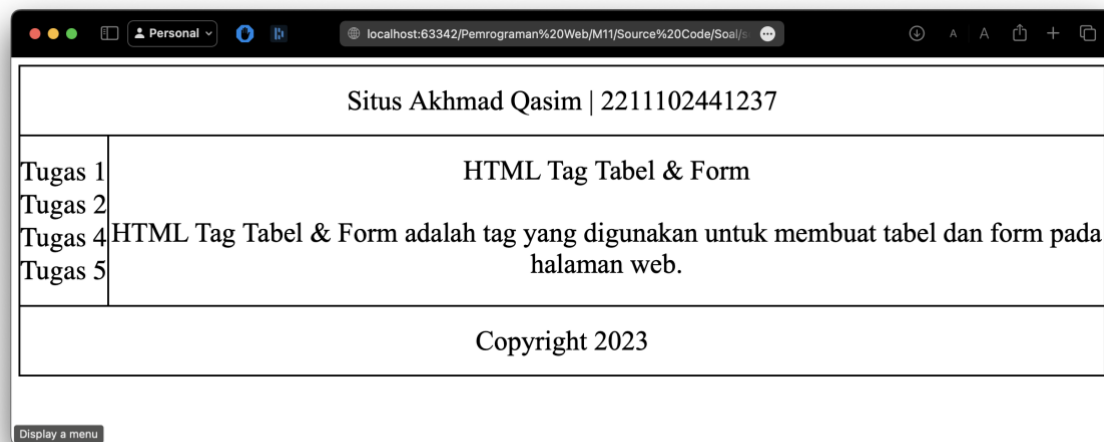 Personal
localhost:63342/Pemrograman%20Web/M11/Source%20Code/Soal/s
A A
Situs Akhmad Qasim | 2211102441237
Tugas 1
Tugas 2
Tugas 4
Tugas 5
HTML Tag Tabel & Form
HTML Tag Tabel & Form adalah tag yang digunakan untuk membuat tabel dan form pada
halaman web.
Copyright 2023
Display a menu